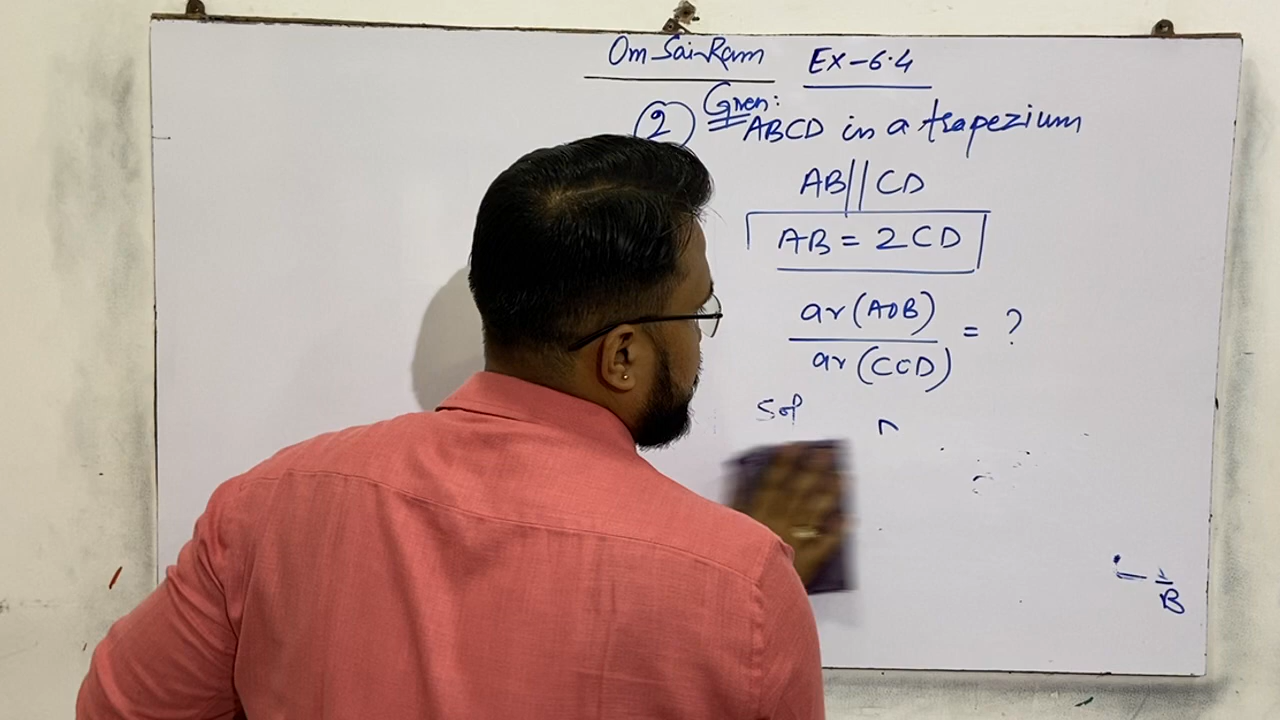 Om Sai Ram Ex-6.4
Given:
2 ABCD in a trapezium
AB||CD
AB = 2CD
ar(AOB)
= ?
ar(COD)
Sol
B